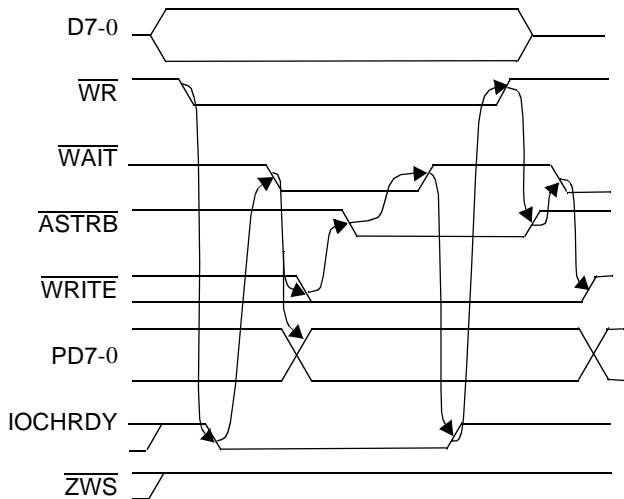 D7-0
WR
WAIT
ASTRB
WRITE
PD7-0
IOCHRDY
ZWS